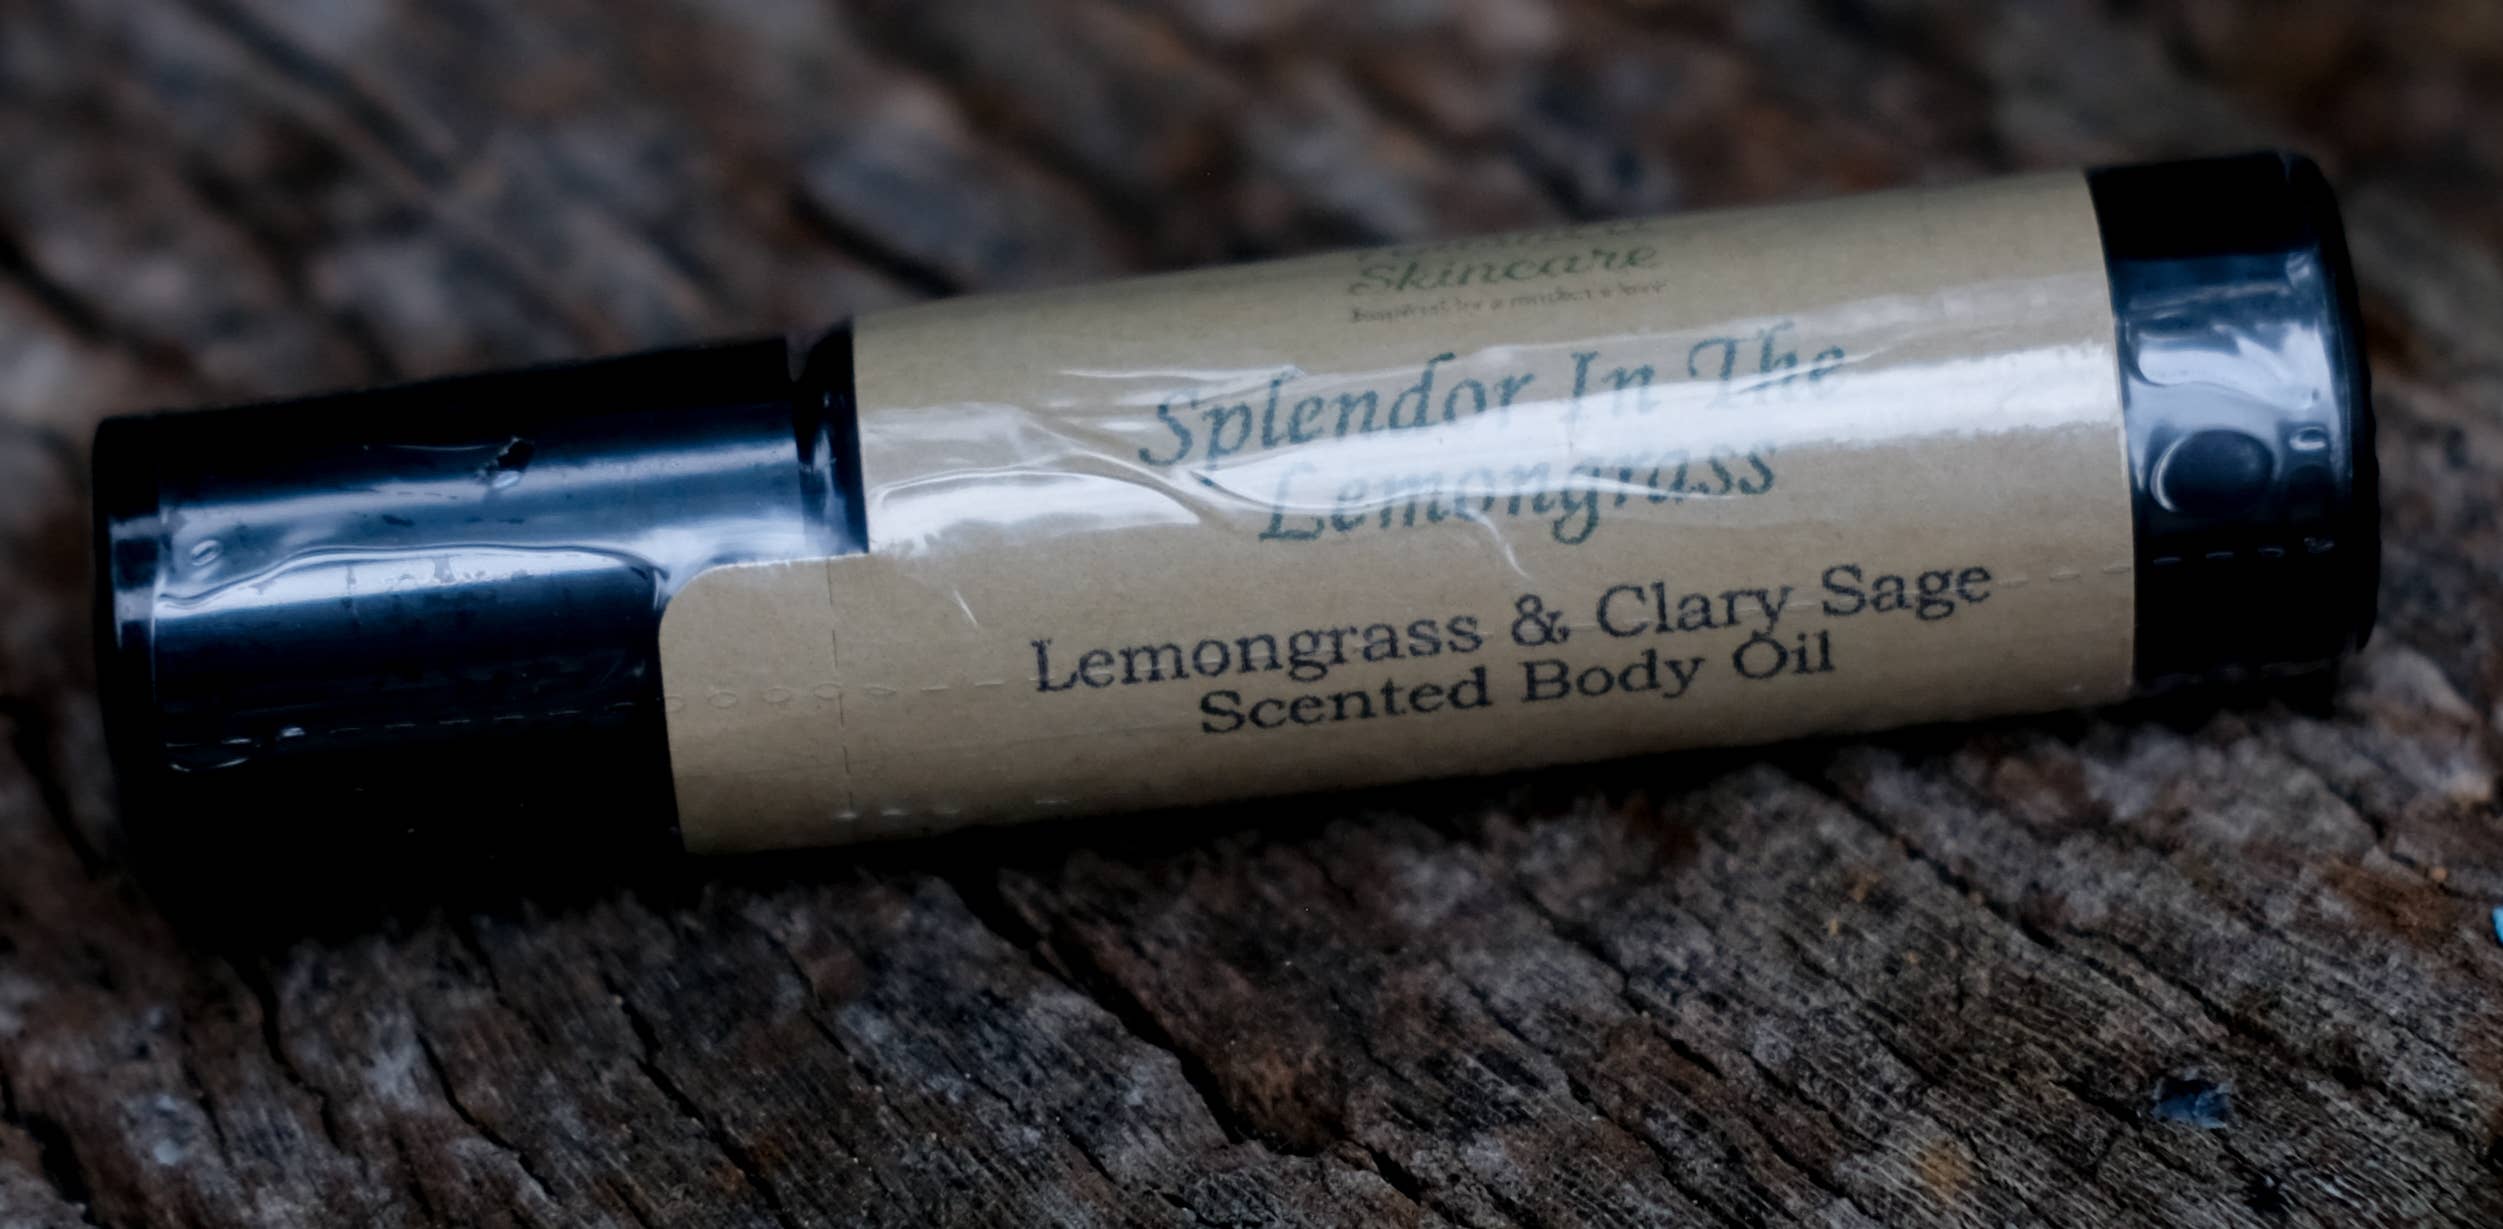 Skincare
Splendor In The
Lemongrass
Lemongrass & Clary Sage
Scented Body Oil